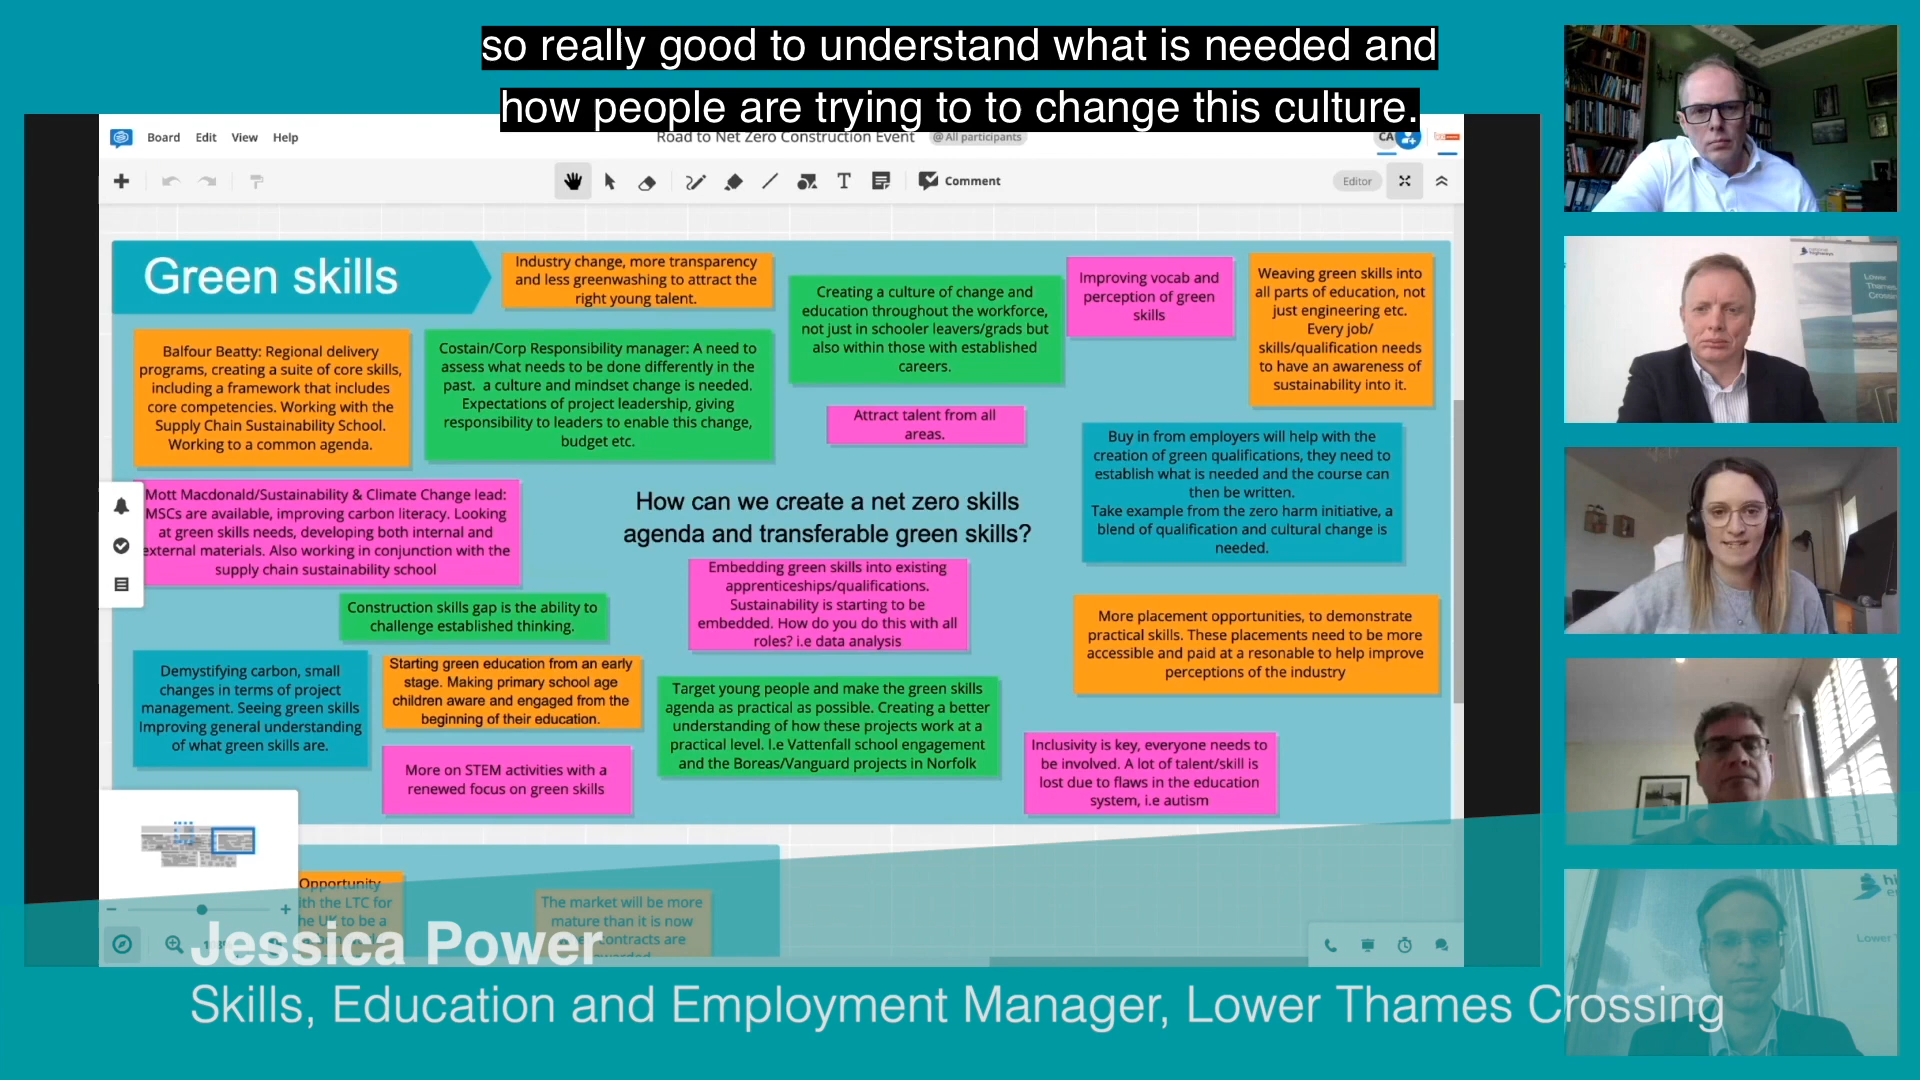 so really good to understand what is needed and
how people are trying to to change this culture.
Board Edit View Help
Road to Net Zero Construction Event
@ All participants
CA
Comment
Editor
Green skills
Industry change, more transparency
and less greenwashing to attract the
right young talent.
Creating a culture of change and
education throughout the workforce,
not just in schooler leavers/grads but
also within those with established
careers.
Improving vocab and
perception of green
skills
Weaving green skills into
all parts of education, not
just engineering etc.
Every job/
skills/qualification needs
to have an awareness of
sustainability into it.
Balfour Beatty: Regional delivery
programs, creating a suite of core skills,
including a framework that includes
core competencies. Working with the
Supply Chain Sustainability School.
Working to a common agenda.
Costain/Corp Responsibility manager: A need to
assess what needs to be done differently in the
past. a culture and mindset change is needed.
Expectations of project leadership, giving
responsibility to leaders to enable this change,
budget etc.
Attract talent from all
areas.
Buy in from employers will help with the
creation of green qualifications, they need to
establish what is needed and the course can
then be written.
Take example from the zero harm initiative, a
blend of qualification and cultural change is
needed.
Mott Macdonald/Sustainability & Climate Change lead:
MSCs are available, improving carbon literacy. Looking
at green skills needs, developing both internal and
external materials. Also working in conjunction with the
supply chain sustainability school
How can we create a net zero skills
agenda and transferable green skills?
Embedding green skills into existing
apprenticeships/qualifications.
Sustainability is starting to be
embedded. How do you do this with all
roles? i.e data analysis
Construction skills gap is the ability to
challenge established thinking.
More placement opportunities, to demonstrate
practical skills. These placements need to be more
accessible and paid at a resonable to help improve
perceptions of the industry
Demystifying carbon, small
changes in terms of project
management. Seeing green skills
Improving general understanding
of what green skills are.
Starting green education from an early
stage. Making primary school age
children aware and engaged from the
beginning of their education.
Target young people and make the green skills
agenda as practical as possible. Creating a better
understanding of how these projects work at a
practical level. I.e Vattenfall school engagement
and the Boreas/Vanguard projects in Norfolk
More on STEM activities with a
renewed focus on green skills
Inclusivity is key, everyone needs to
be involved. A lot of talent/skill is
lost due to flaws in the education
system, i.e autism
Opportunity
with the LTC for
the UK to be a
The market will be more
mature than it is now
contracts are
Jessica Power
Skills, Education and Employment Manager, Lower Thames Crossing
highways
Lower
Thames
Crossing
Lower